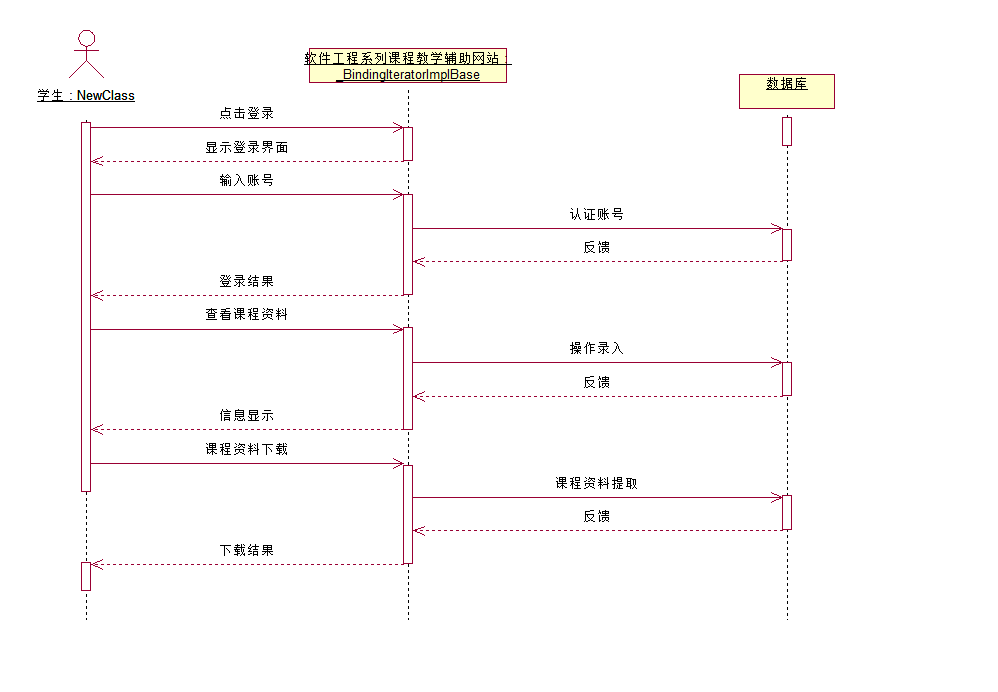 软件工程系列课程教学辅助网站 :
_BindingIteratorImplBase
数据库
学生 : NewClass
点击登录
显示登录界面
输入账号
认证账号
反馈
登录结果
查看课程资料
操作录入
反馈
信息显示
课程资料下载
课程资料提取
反馈
下载结果